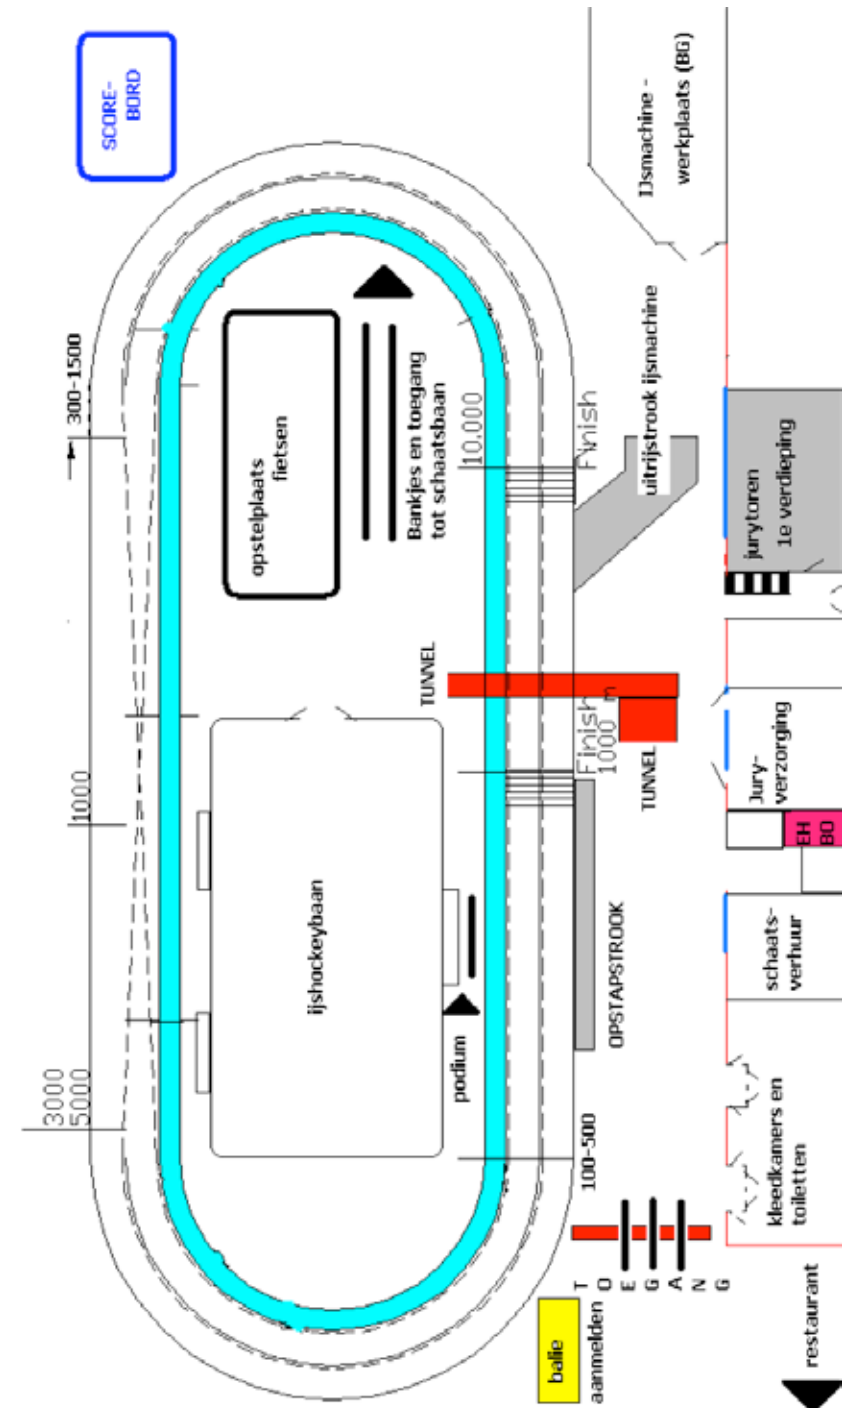 SCORE-
BORD
IJsmachine -
werkplaats (BG)
300-1500
uitrijstrook ijsmachine
opstelplaats
fietsen
Bankjes en toegang
tot schaatsbaan
10.000
Finish
jurytoren
1e verdieping
TUNNEL
Finish
1000 m
TUNNEL
Jury-
verzorging
1000
EH
BO
ijshockeybaan
OPSTAPSTROOK
schaats-
verhuur
podium
3000
5000
100-500
kleedkamers en
toiletten
TOEGANG
balie
aanmelden
restaurant